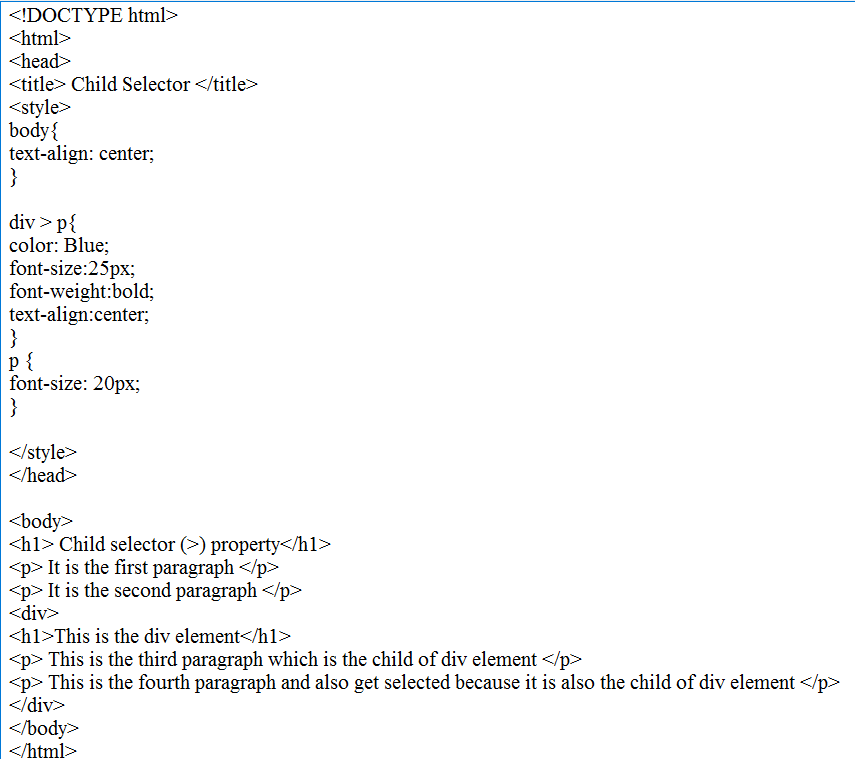 <!DOCTYPE html>
<html>
<head>
<title> Child Selector </title>
<style>
body{
text-align: center;
}

div > p{
color: Blue;
font-size:25px;
font-weight:bold;
text-align:center;
}
p {
font-size: 20px;
}

</style>
</head>

<body>
<h1> Child selector (>) property</h1>
<p> It is the first paragraph </p>
<p> It is the second paragraph </p>
<div>
<h1>This is the div element</h1>
<p> This is the third paragraph which is the child of div element </p>
<p> This is the fourth paragraph and also get selected because it is also the child of div element </p>
</div>
</body>
</html>